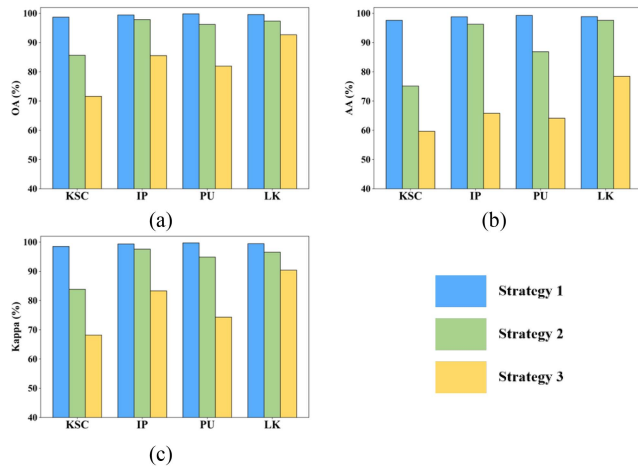 100
90
80
70
60
50
40
OA (%)
KSC IP PU LK
(a)
100
90
80
70
60
50
40
AA (%)
KSC IP PU LK
(b)
100
90
80
70
60
50
40
Kappa (%)
KSC IP PU LK
(c)
Strategy 1
Strategy 2
Strategy 3